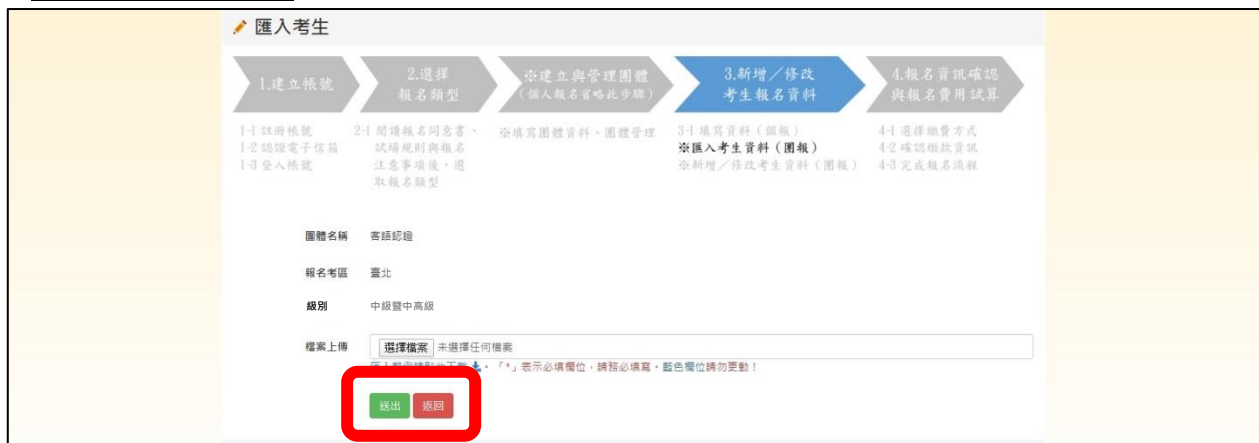 匯入考生
1.建立帳號
2.選擇
報名類型
※建立與管理團體
(個人報名省略此步驟)
3.新增／修改
考生報名資料
4.報名資訊確認
與報名費用試算
1-1 註冊帳號
1-2 認證電子信箱
1-3 登入帳號
2-1 閱讀報名同意書、
試場規則與報名
注意事項後，選
取報名類型
※填寫團體資料、團體管理
3-1 填寫資料（個報）
※匯入考生資料（團報）
※新增／修改考生資料（團報）
4-1 選擇繳費方式
4-2 確認繳款資訊
4-3 完成報名流程
團體名稱 客語認證
報名考區 臺北
級別 中級暨中高級
檔案上傳 選擇檔案 未選擇任何檔案
「*」表示必填欄位，請務必填寫。藍色欄位請勿更動！
送出 返回